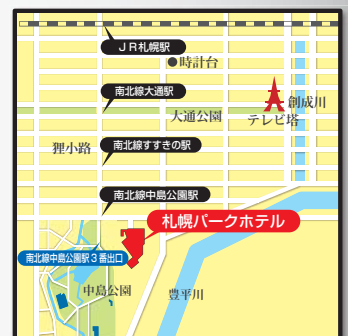 JR札幌駅
時計台
南北線大通駅
大通公園
創成川
テレビ塔
狸小路
南北線すすきの駅
南北線中島公園駅
札幌パークホテル
南北線中島公園駅3番出口
中島公園
豊平川